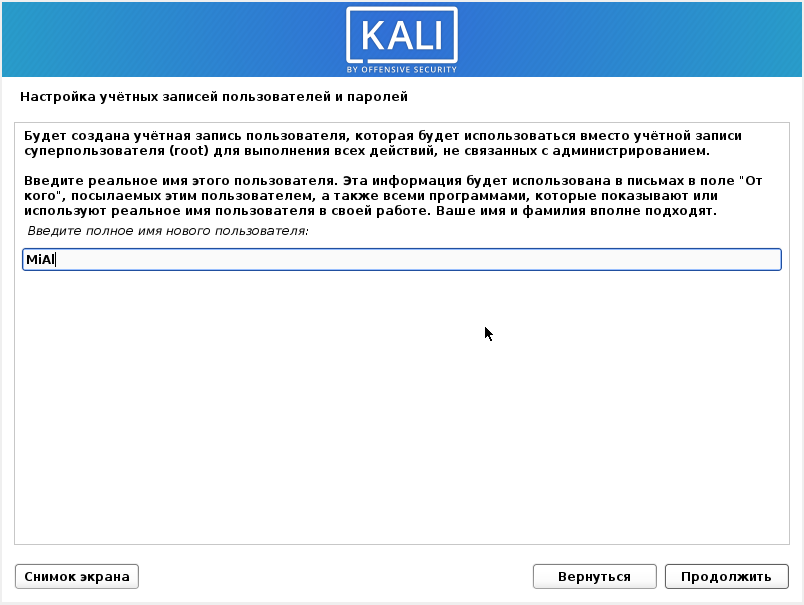 KALI
BY OFFENSIVE SECURITY
Настройка учётных записей пользователей и паролей
Будет создана учётная запись пользователя, которая будет использоваться вместо учётной записи
суперпользователя (root) для выполнения всех действий, не связанных с администрированием.
Введите реальное имя этого пользователя. Эта информация будет использована в письмах в поле "От
кого", посылаемых этим пользователем, а также всеми программами, которые показывают или
используют реальное имя пользователя в своей работе. Ваше имя и фамилия вполне подходят.
Введите полное имя нового пользователя:
MiAl
Снимок экрана
Вернуться
Продолжить